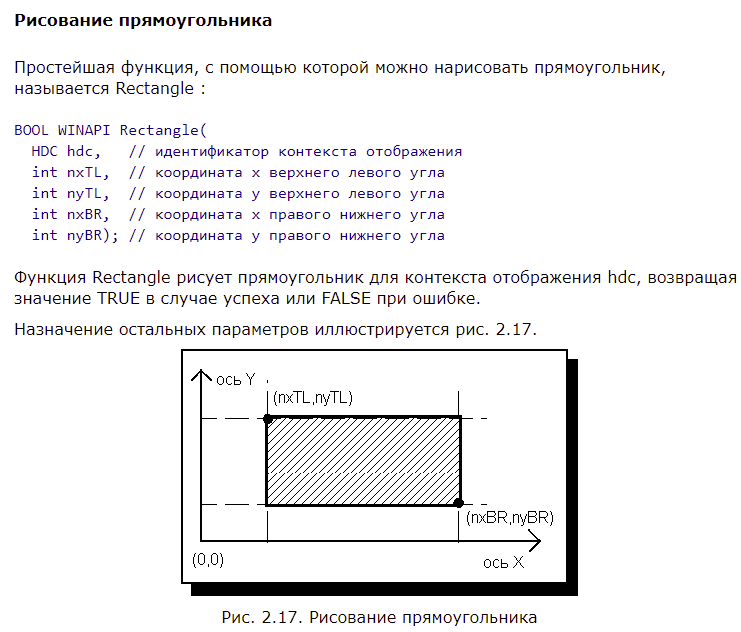 Рисование прямоугольника
Простейшая функция, с помощью которой можно нарисовать прямоугольник,
называется Rectangle :
BOOL WINAPI Rectangle(
  HDC hdc,   // идентификатор контекста отображения
  int nxTL,  // координата x верхнего левого угла
  int nyTL,  // координата y верхнего левого угла
  int nxBR,  // координата x правого нижнего угла
  int nyBR); // координата y правого нижнего угла
Функция Rectangle рисует прямоугольник для контекста отображения hdc, возвращая
значение TRUE в случае успеха или FALSE при ошибке.
Назначение остальных параметров иллюстрируется рис. 2.17.
ось Y
(nxTL,nyTL)
(nxBR,nyBR)
(0,0)
ось X
Рис. 2.17. Рисование прямоугольника